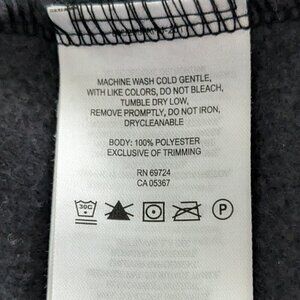 MACHINE WASH COLD GENTLE,
WITH LIKE COLORS, DO NOT BLEACH,
TUMBLE DRY LOW,
REMOVE PROMPTLY, DO NOT IRON,
DRYCLEANABLE
BODY: 100% POLYESTER
EXCLUSIVE OF TRIMMING
RN 69724
CA 05367
30C P